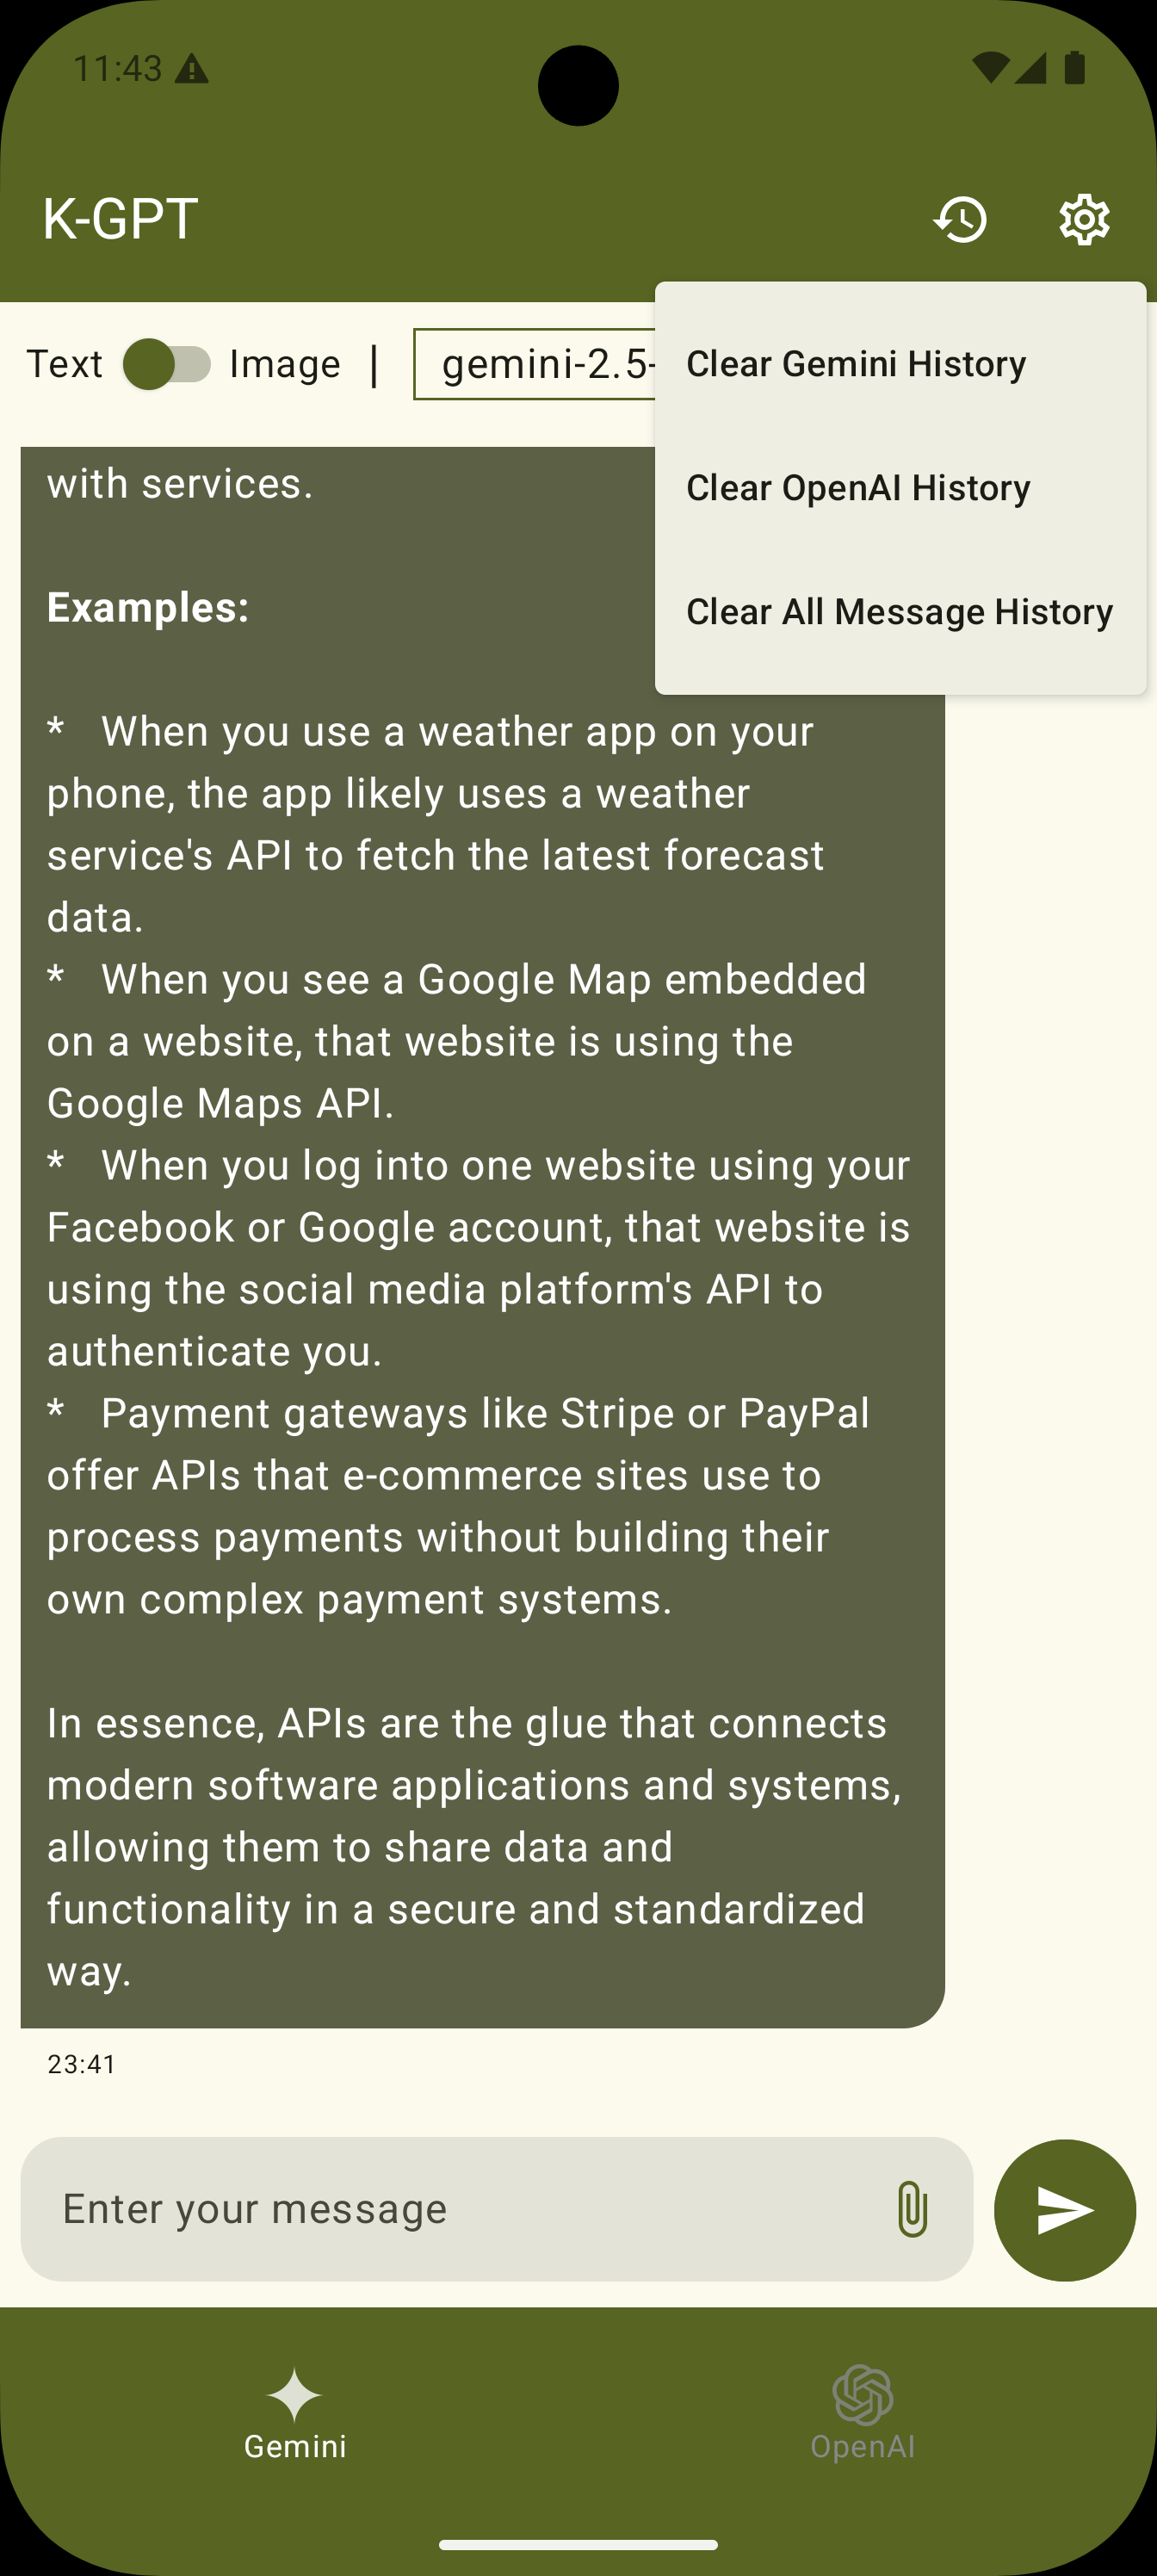 11:43
K-GPT
Text Image | gemini-2.5-
Clear Gemini History
Clear OpenAI History
Clear All Message History
with services.
Examples:
* When you use a weather app on your
phone, the app likely uses a weather
service's API to fetch the latest forecast
data.
* When you see a Google Map embedded
on a website, that website is using the
Google Maps API.
* When you log into one website using your
Facebook or Google account, that website is
using the social media platform's API to
authenticate you.
* Payment gateways like Stripe or PayPal
offer APIs that e-commerce sites use to
process payments without building their
own complex payment systems.
In essence, APIs are the glue that connects
modern software applications and systems,
allowing them to share data and
functionality in a secure and standardized
way.
23:41
Enter your message
Gemini
OpenAI